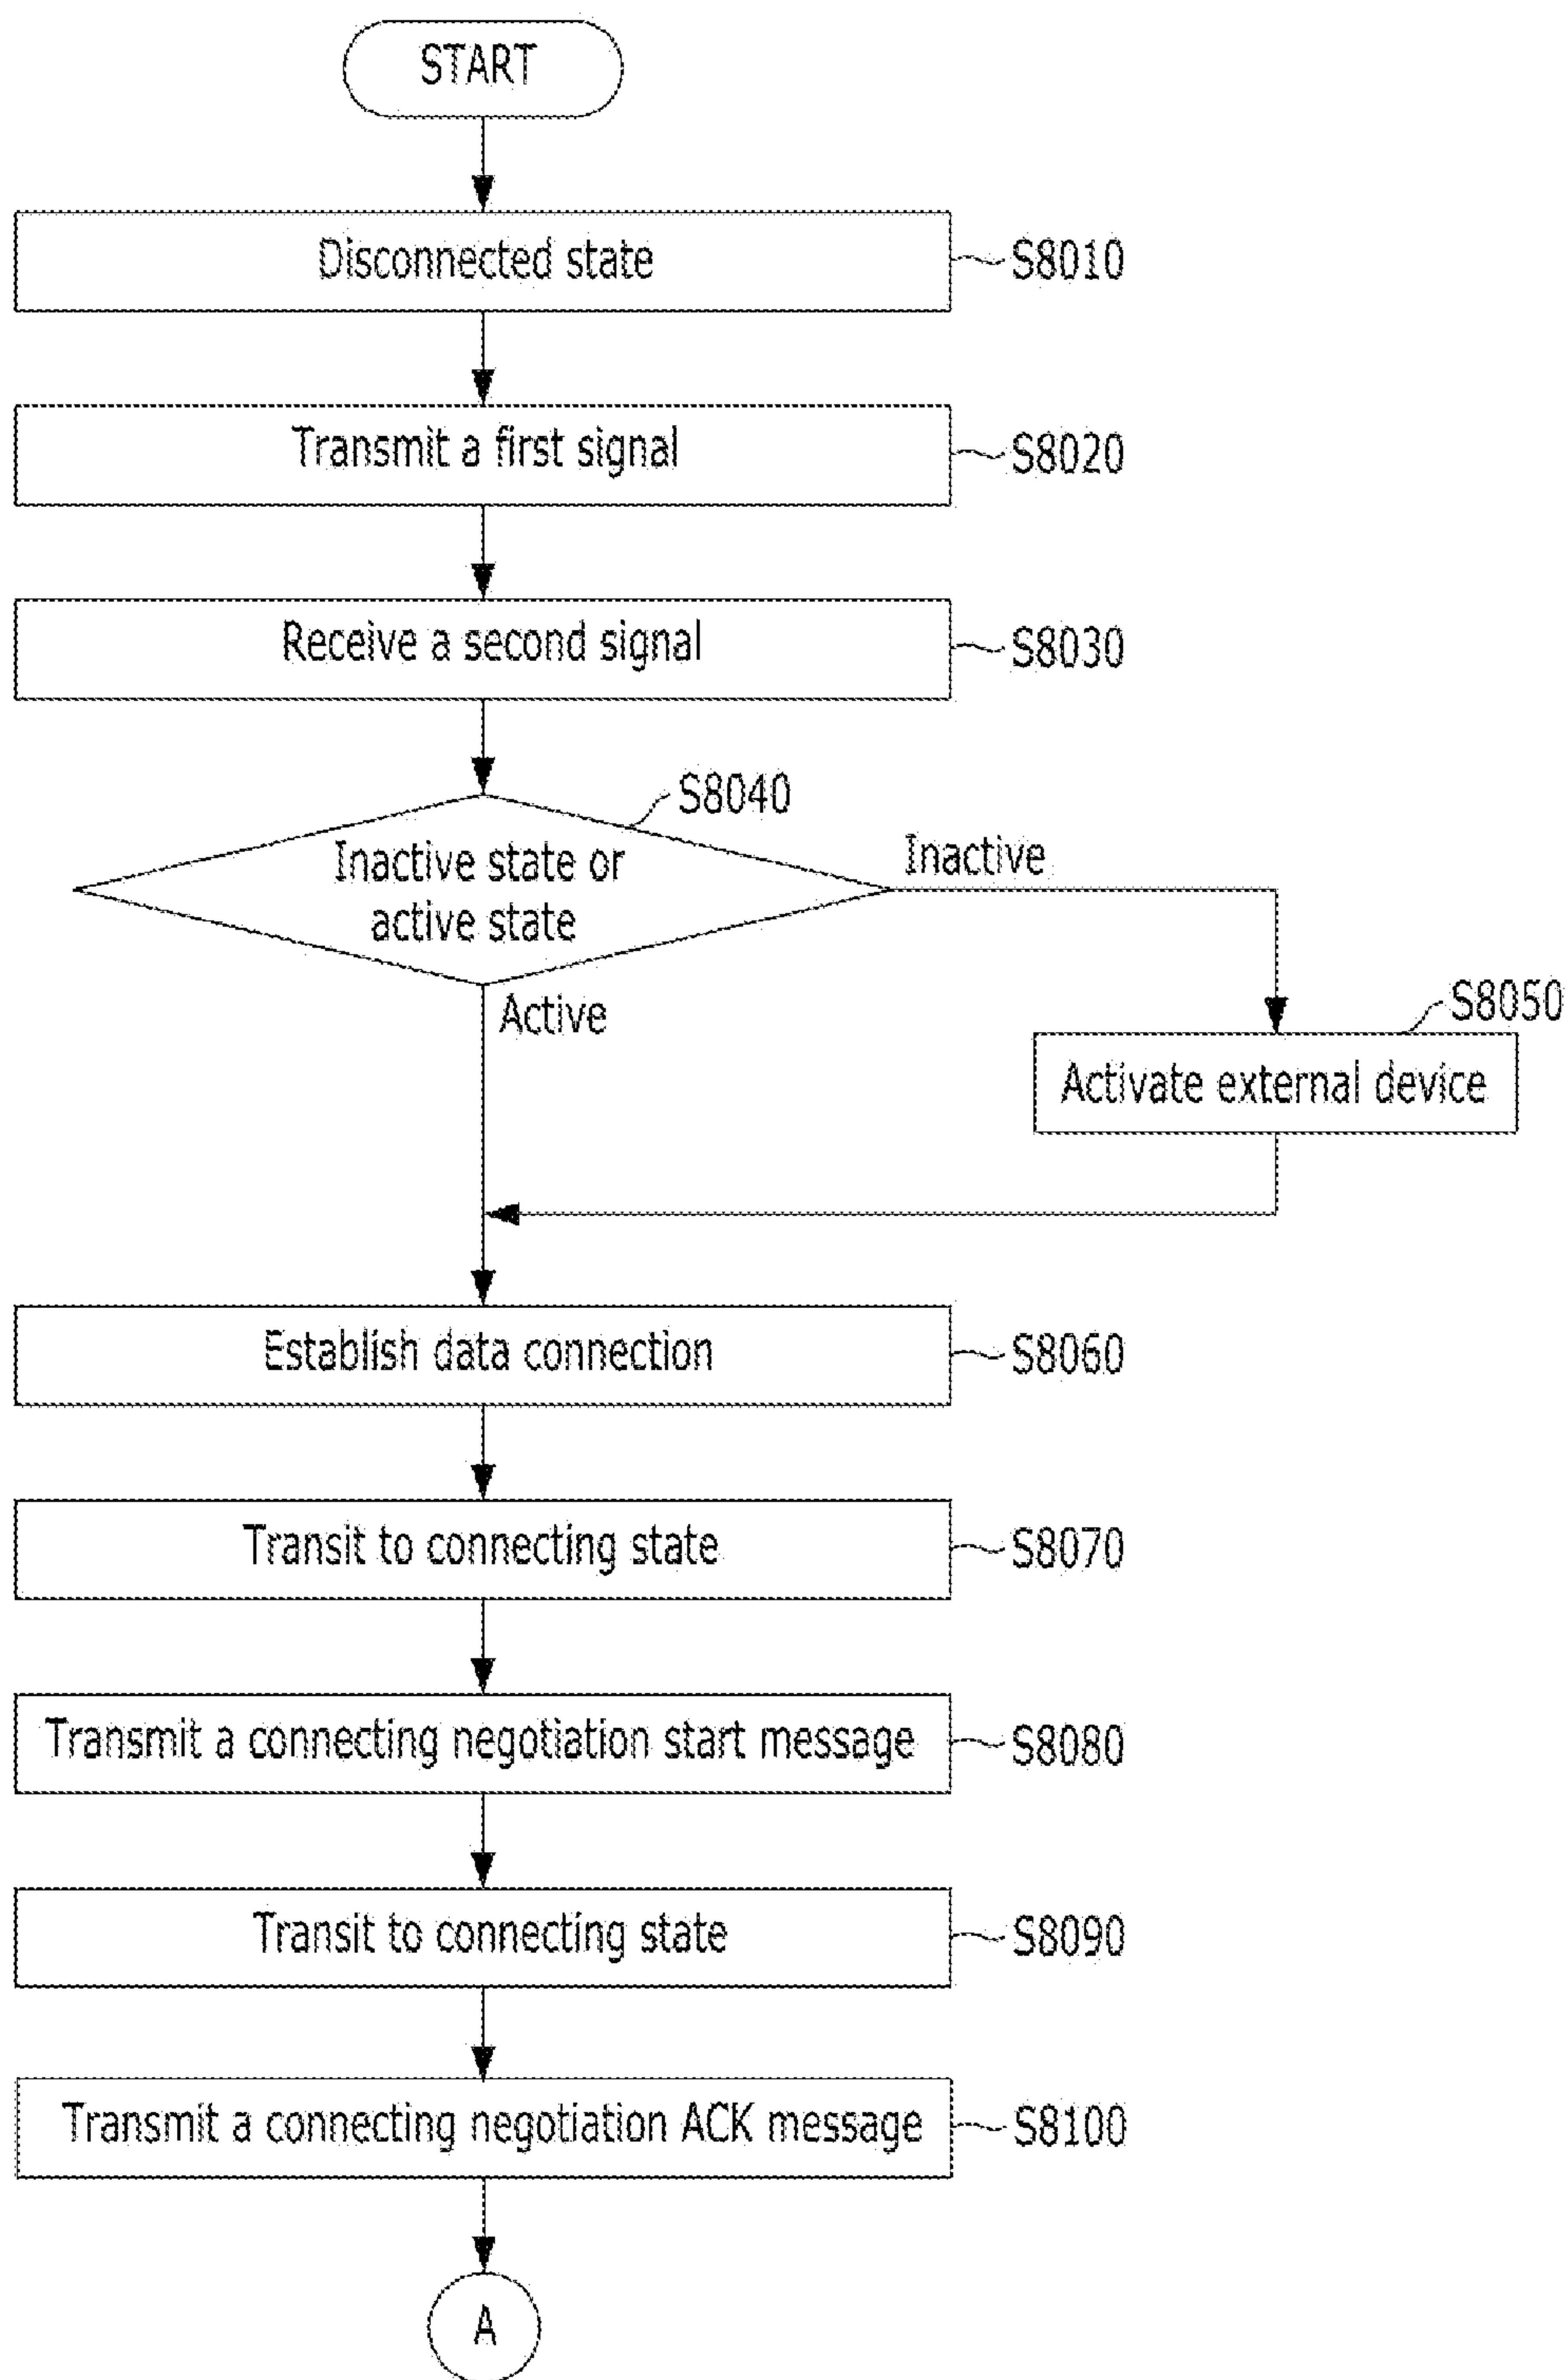 START
Disconnected state
S8010
Transmit a first signal
S8020
Receive a second signal
S8030
S8040
Inactive state or
active state
Inactive
Active
S8050
Activate external device
Establish data connection
S8060
Transit to connecting state
S8070
Transmit a connecting negotiation start message
S8080
Transit to connecting state
S8090
Transmit a connecting negotiation ACK message
S8100
A